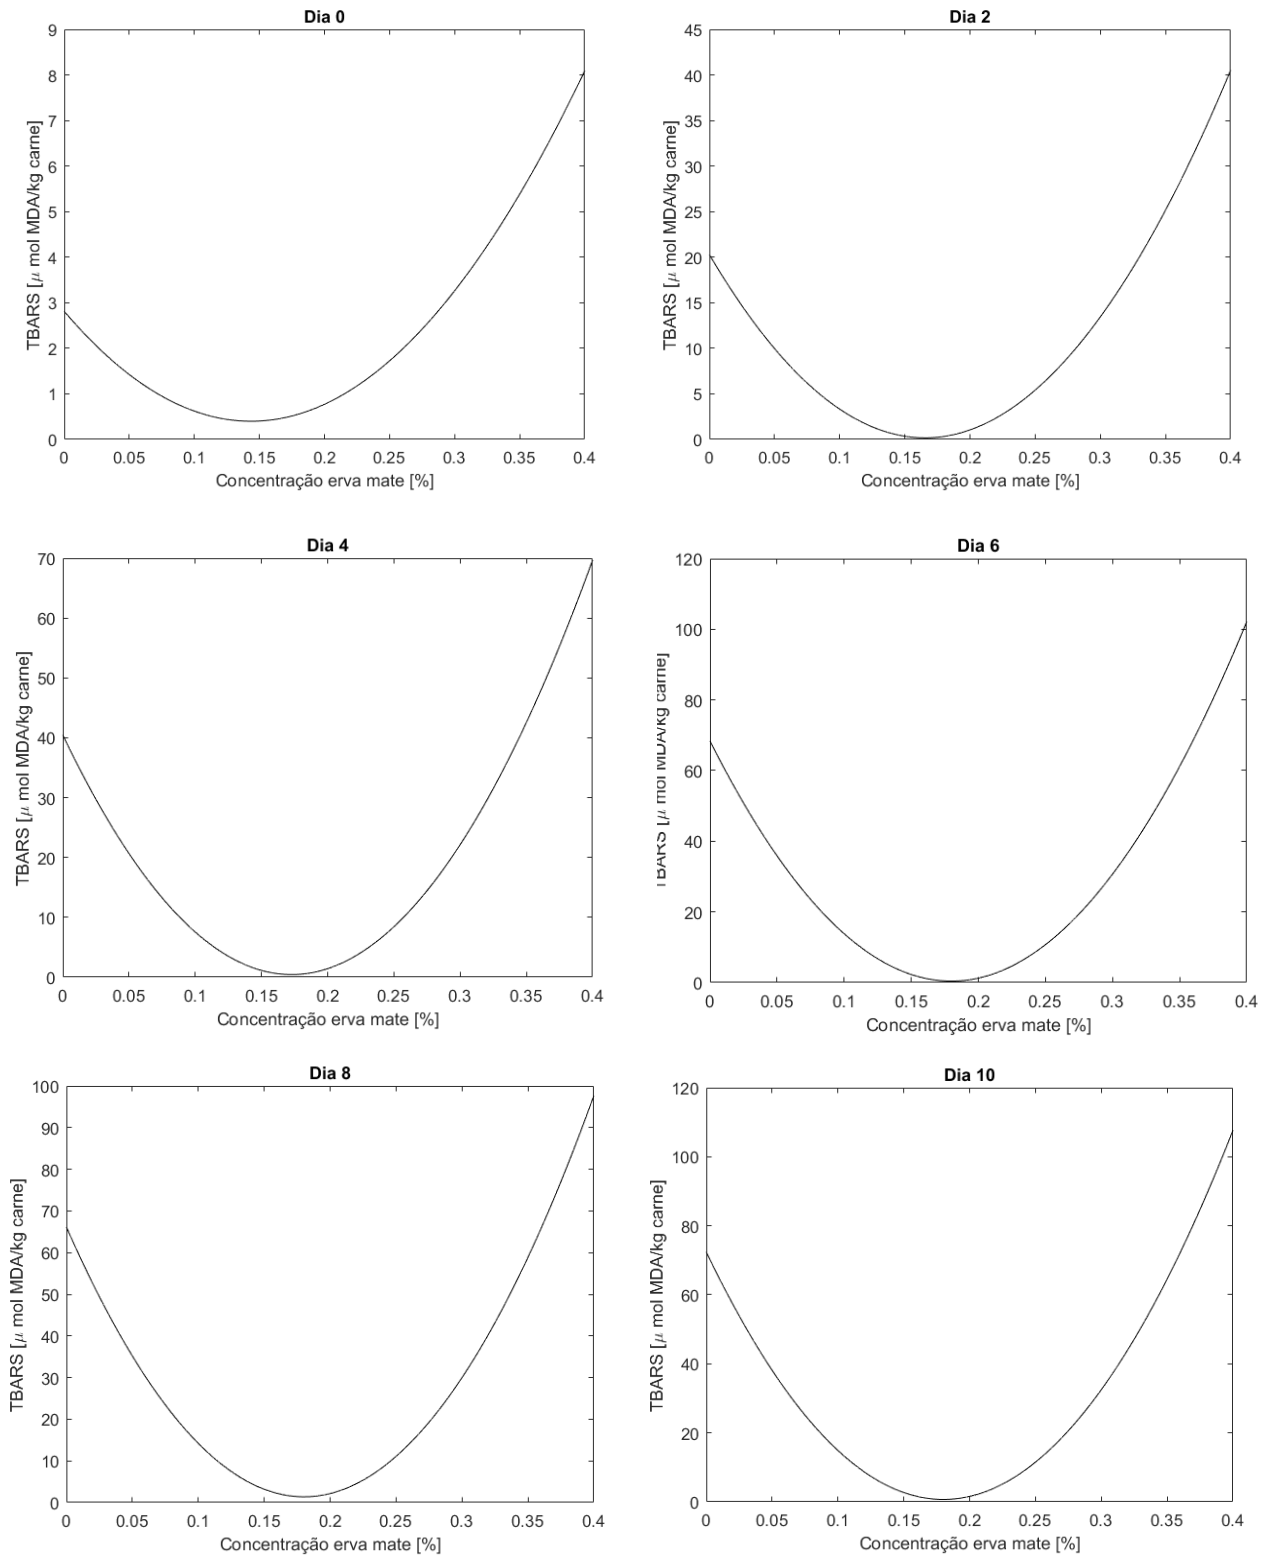 Dia 0
9
8
7
6
5
4
3
2
1
0
TBARS [μ mol MDA/kg carne]
0 0.05 0.1 0.15 0.2 0.25 0.3 0.35 0.4
Concentração erva mate [%]
Dia 2
45
40
35
30
25
20
15
10
5
0
TBARS [μ mol MDA/kg carne]
0 0.05 0.1 0.15 0.2 0.25 0.3 0.35 0.4
Concentração erva mate [%]
Dia 4
70
60
50
40
30
20
10
0
TBARS [μ mol MDA/kg carne]
0 0.05 0.1 0.15 0.2 0.25 0.3 0.35 0.4
Concentração erva mate [%]
Dia 6
120
100
80
60
40
20
0
TBARS [μ mol MDA/kg carne]
0 0.05 0.1 0.15 0.2 0.25 0.3 0.35 0.4
Concentração erva mate [%]
Dia 8
100
90
80
70
60
50
40
30
20
10
0
TBARS [μ mol MDA/kg carne]
0 0.05 0.1 0.15 0.2 0.25 0.3 0.35 0.4
Concentração erva mate [%]
Dia 10
120
100
80
60
40
20
0
TBARS [μ mol MDA/kg carne]
0 0.05 0.1 0.15 0.2 0.25 0.3 0.35 0.4
Concentração erva mate [%]